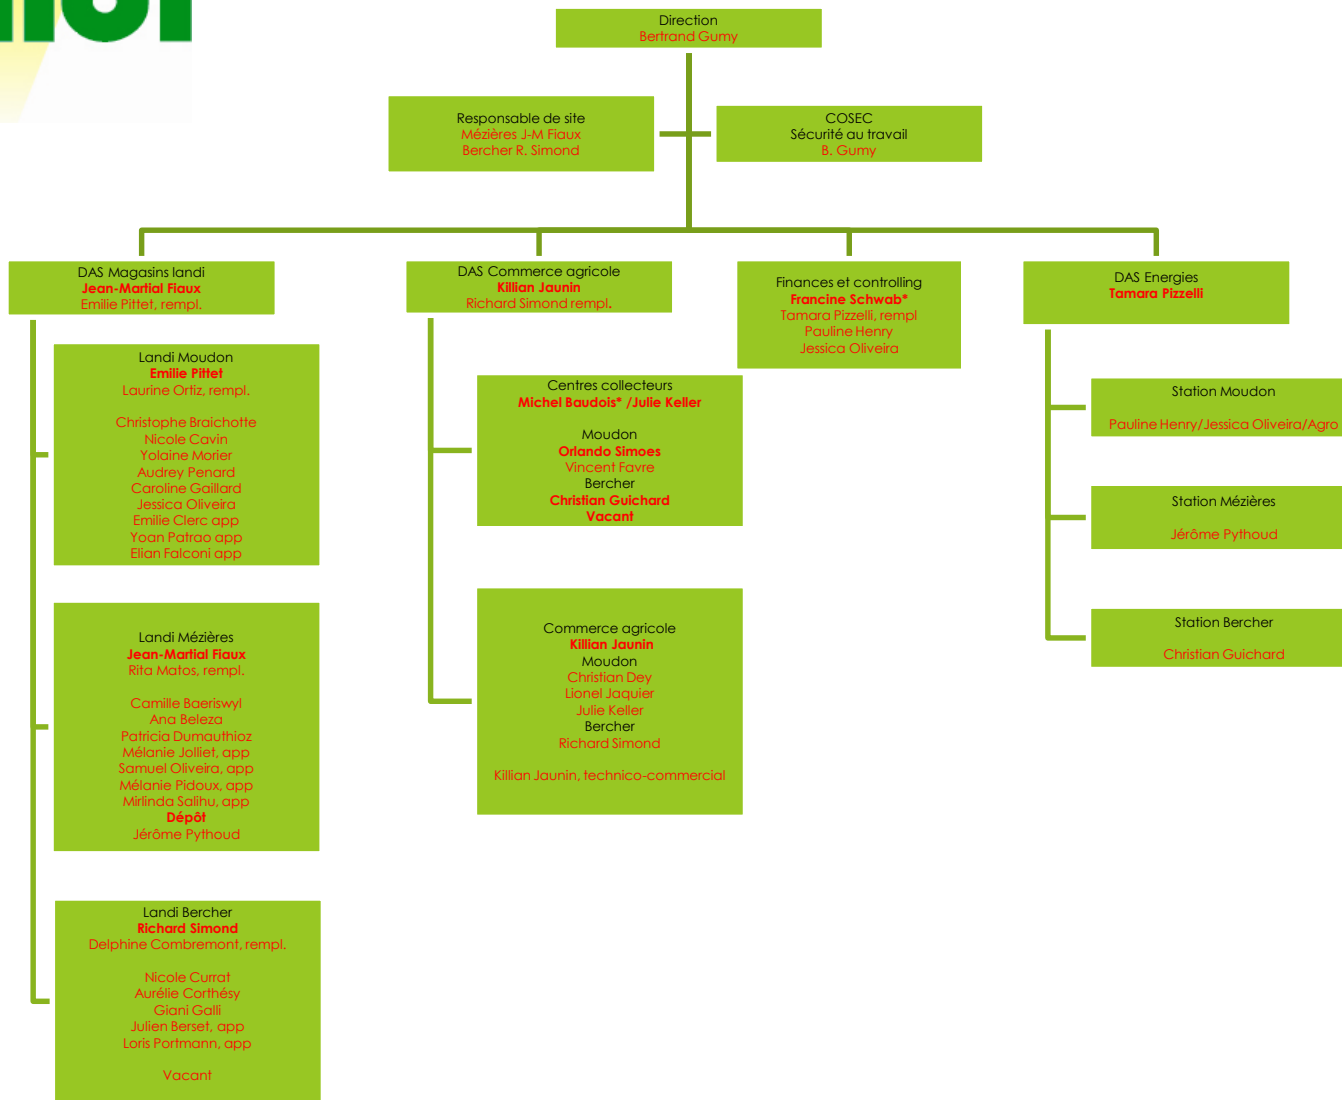 Direction
Bertrand Gumy
Responsable de site
Mézières J-M Fiaux
Bercher R. Simond
COSEC
Sécurité au travail
B. Gumy
DAS Magasins landi
Jean-Martial Fiaux
Emilie Pittet, rempl.
DAS Commerce agricole
Killian Jaunin
Richard Simond rempl.
Finances et controlling
Francine Schwab*
Tamara Pizzelli, rempl
Pauline Henry
Jessica Oliveira
DAS Energies
Tamara Pizzelli
Landi Moudon
Emilie Pittet
Laurine Ortiz, rempl.
Christophe Braichotte
Nicole Cavin
Yolaine Morier
Audrey Penard
Caroline Gaillard
Jessica Oliveira
Emilie Clerc app
Yoan Patrao app
Elian Falconi app
Landi Mézières
Jean-Martial Fiaux
Rita Matos, rempl.
Camille Baeriswyl
Ana Beleza
Patricia Dumauthioz
Mélanie Jolliet, app
Samuel Oliveira, app
Mélanie Pidoux, app
Mirlinda Salihu, app
Dépôt
Jérôme Pythoud
Landi Bercher
Richard Simond
Delphine Combremont, rempl.
Nicole Currat
Aurélie Corthésy
Giani Galli
Julien Berset, app
Loris Portmann, app
Vacant
Centres collecteurs
Michel Baudois* /Julie Keller
Moudon
Orlando Simoes
Vincent Favre
Bercher
Christian Guichard
Vacant
Commerce agricole
Killian Jaunin
Moudon
Christian Dey
Lionel Jaquier
Julie Keller
Bercher
Richard Simond
Killian Jaunin, technico-commercial
Station Moudon
Pauline Henry/Jessica Oliveira/Agro
Station Mézières
Jérôme Pythoud
Station Bercher
Christian Guichard